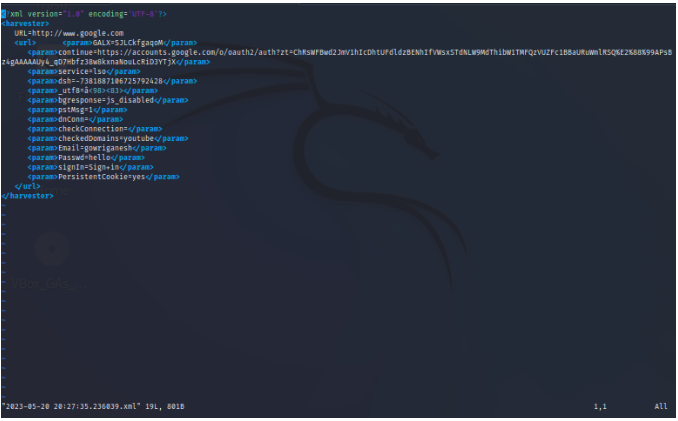 <?xml version="1.0" encoding='UTF-8'?>
<harvester>
URL=http://www.google.com
<url> <param>GALX=SJLCkfgaqoM</param>
<param>continue=https://accounts.google.com/o/oauth2/auth?zt=ChRsWFBwd2JmV1hIcDhtUFdldzBENhIfVWsxSTdNLW9MdThibW1TMFQzVUZFc1BBaURuWmlRSQ%E2%88%99APsB
z4gAAAAAUy4_qD7Hbfz38w8kxnaNouLcRiD3YTjX</param>
<param>service=lso</param>
<param>dsh=-7381887106725792428</param>
<param>_utf8=â<98><83></param>
<param>bgresponse=js_disabled</param>
<param>pstMsg=1</param>
<param>dnConn=</param>
<param>checkConnection=</param>
<param>checkedDomains=youtube</param>
<param>Email=gowriganesh</param>
<param>Passwd=hello</param>
<param>signIn=Sign+in</param>
<param>PersistentCookie=yes</param>
</url>
</harvester>
"2023-05-20 20:27:35.236039.xml" 19L, 801B 1,1 All